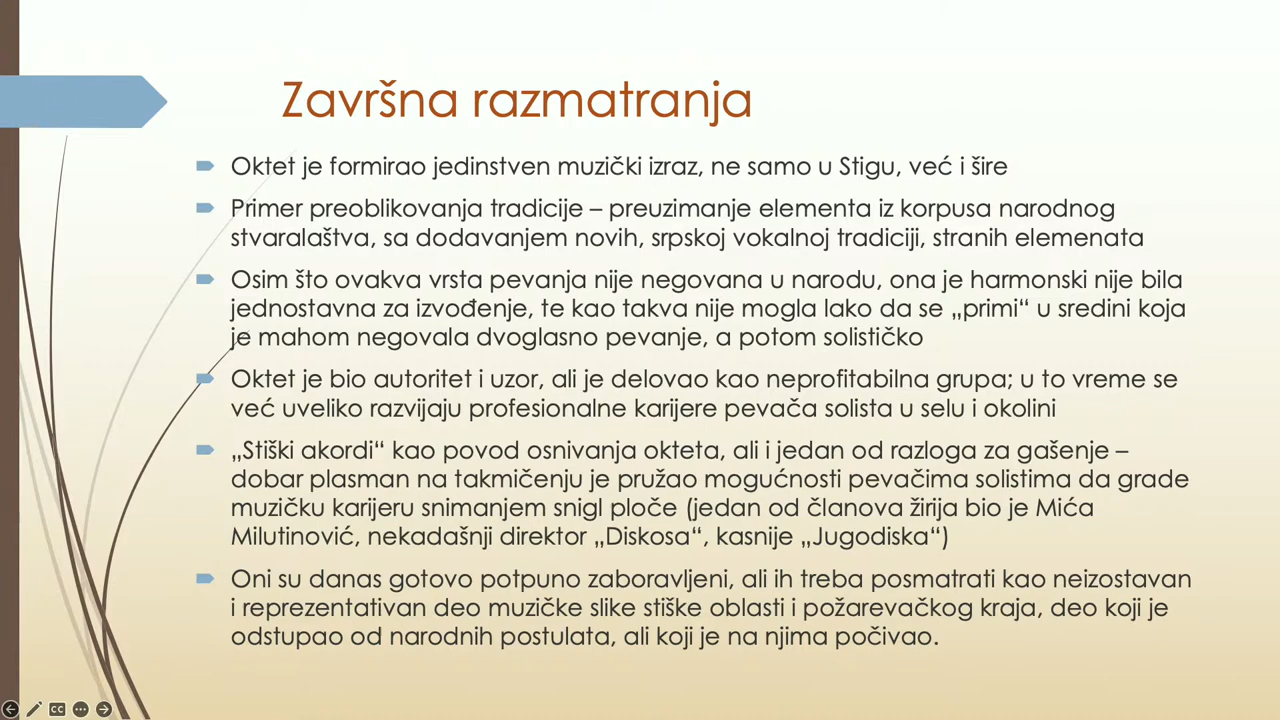 Završna razmatranja
Oktet je formirao jedinstven muzički izraz, ne samo u Stigu, već i šire
Primer preoblikovanja tradicije – preuzimanje elementa iz korpusa narodnog
stvaralaštva, sa dodavanjem novih, srpskoj vokalnoj tradiciji, stranih elemenata
Osim što ovakva vrsta pevanja nije negovana u narodu, ona je harmonski nije bila
jednostavna za izvođenje, te kao takva nije mogla lako da se „primi“ u sredini koja
je mahom negovala dvoglasno pevanje, a potom solističko
Oktet je bio autoritet i uzor, ali je delovao kao neprofitabilna grupa; u to vreme se
već uveliko razvijaju profesionalne karijere pevača solista u selu i okolini
„Stiški akordi“ kao povod osnivanja okteta, ali i jedan od razloga za gašenje –
dobar plasman na takmičenju je pružao mogućnosti pevačima solistima da grade
muzičku karijeru snimanjem snigl ploče (jedan od članova žirija bio je Mića
Milutinović, nekadašnji direktor „Diskosa“, kasnije „Jugodiska“)
Oni su danas gotovo potpuno zaboravljeni, ali ih treba posmatrati kao neizostavan
i reprezentativan deo muzičke slike stiške oblasti i požarevačkog kraja, deo koji je
odstupao od narodnih postulata, ali koji je na njima počivao.
CC